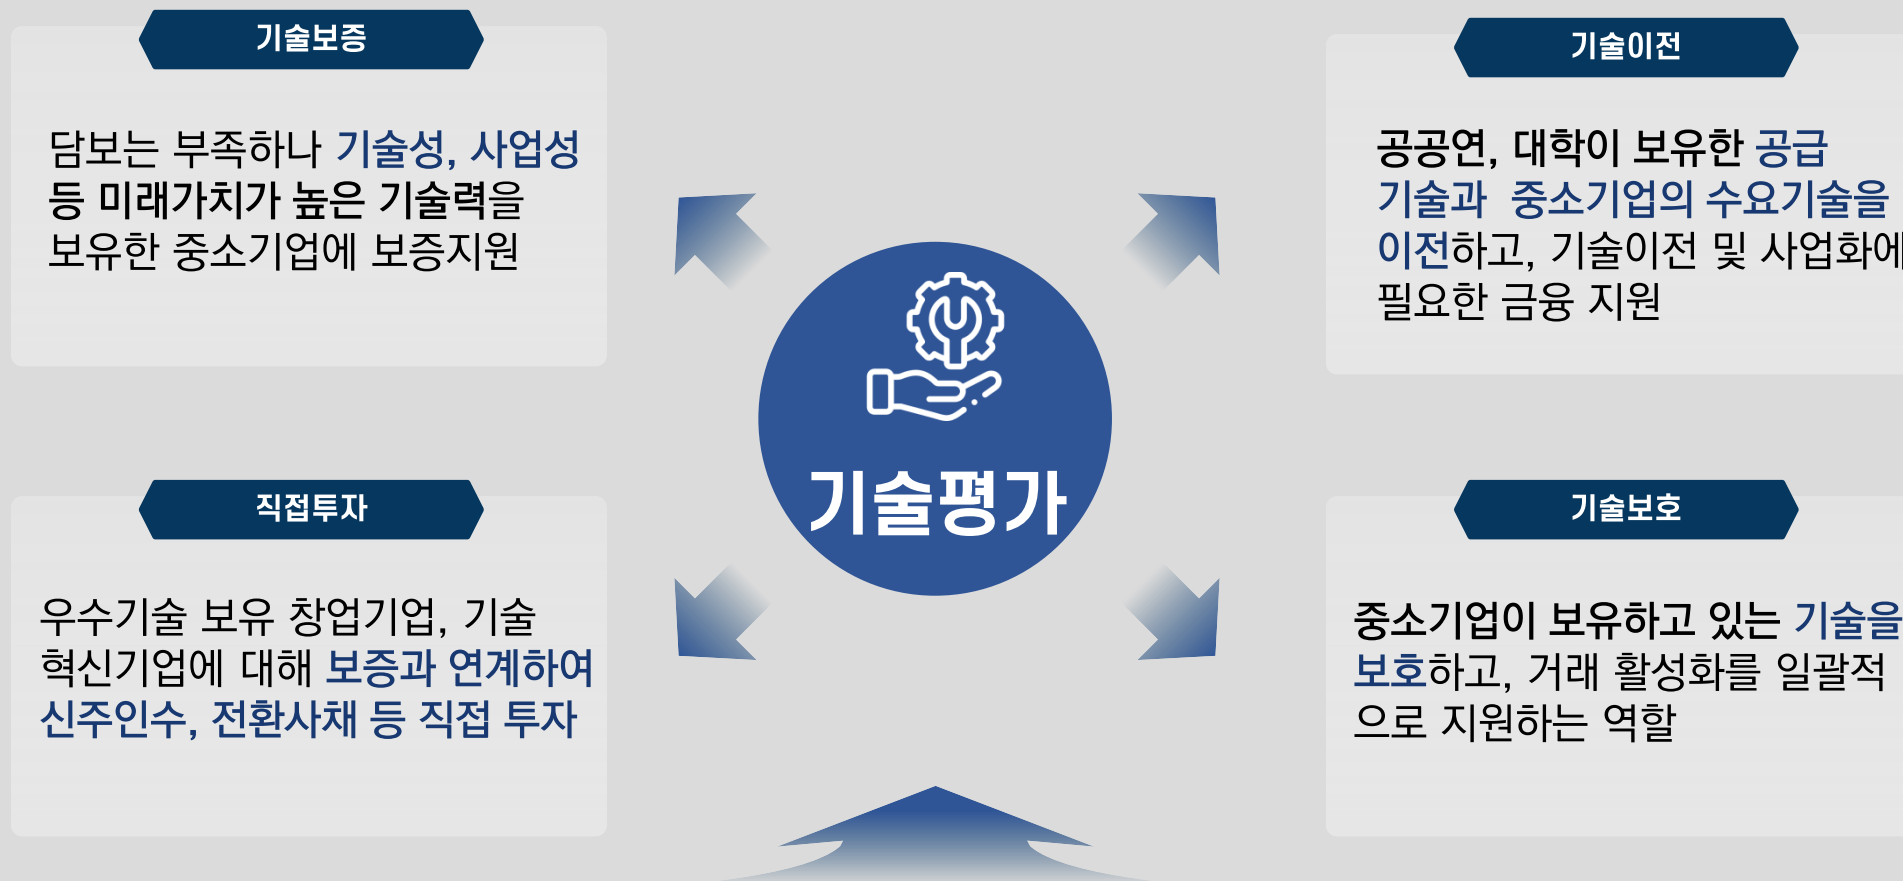 기술보증
담보는 부족하나 기술성, 사업성
등 미래가치가 높은 기술력을
보유한 중소기업에 보증지원
기술이전
공공연, 대학이 보유한 공급
기술과 중소기업의 수요기술을
이전하고, 기술이전 및 사업화에
필요한 금융 지원
기술평가
직접투자
우수기술 보유 창업기업, 기술
혁신기업에 대해 보증과 연계하여
신주인수, 전환사채 등 직접 투자
기술보호
중소기업이 보유하고 있는 기술을
보호하고, 거래 활성화를 일괄적
으로 지원하는 역할